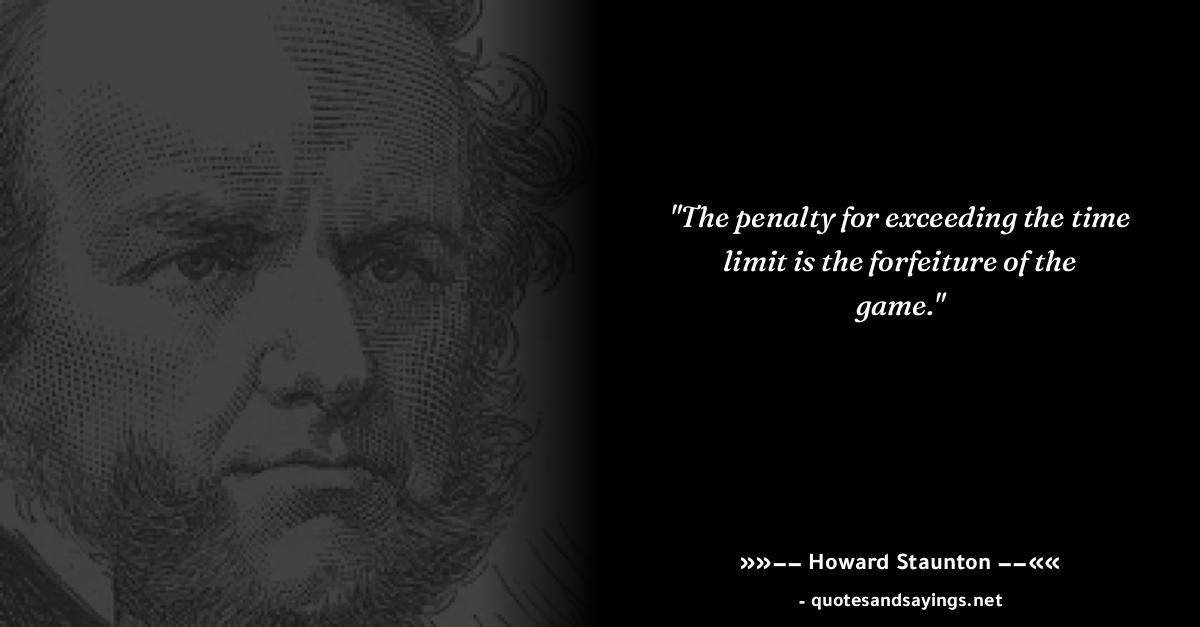 "The penalty for exceeding the time
limit is the forfeiture of the
game."
»»–– Howard Staunton ––««
- quotesandsayings.net